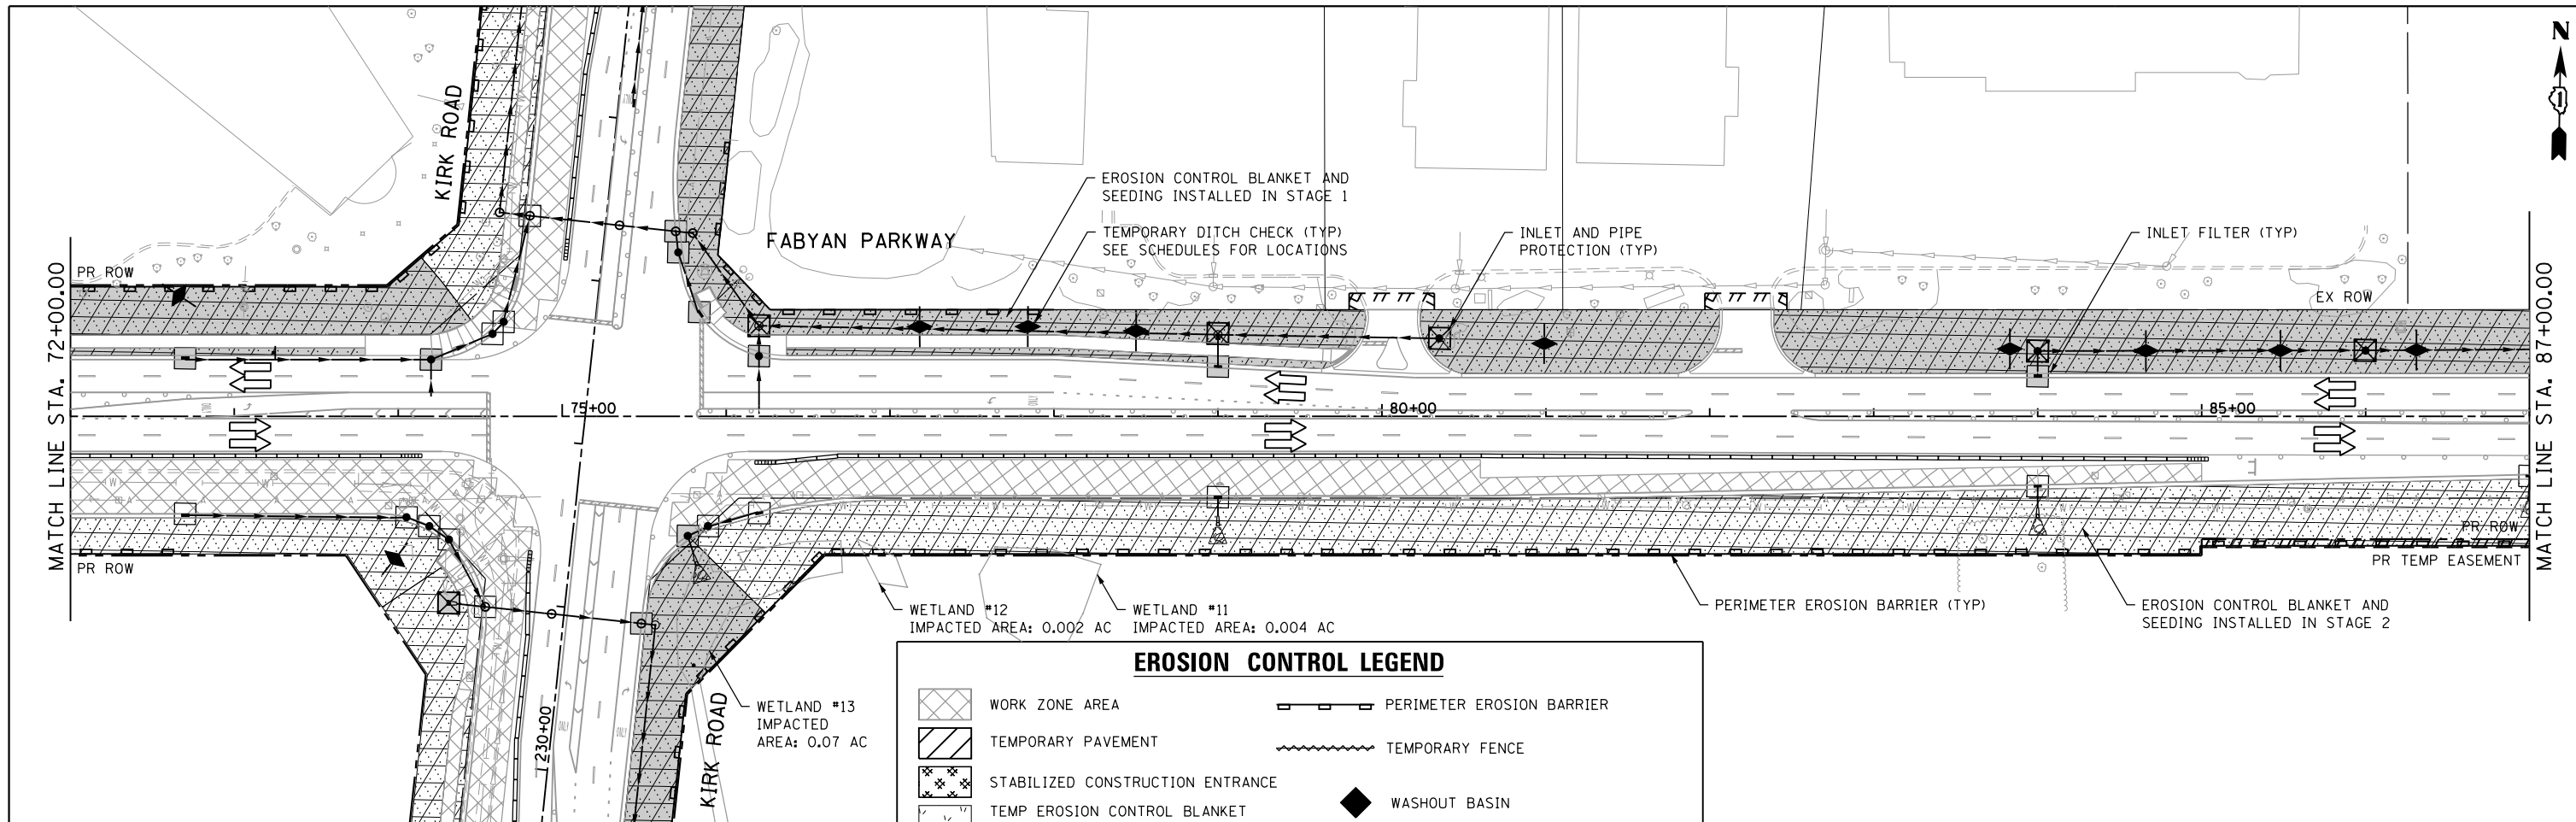 N
KIRK ROAD
EROSION CONTROL BLANKET AND
SEEDING INSTALLED IN STAGE 1
FABYAN PARKWAY
TEMPORARY DITCH CHECK (TYP)
SEE SCHEDULES FOR LOCATIONS
INLET AND PIPE
PROTECTION (TYP)
INLET FILTER (TYP)
MATCH LINE STA. 72+00.00
PR ROW
EX ROW
MATCH LINE STA. 87+00.00
75+00
80+00
85+00
PR ROW
PR ROW
PR TEMP EASEMENT
WETLAND #12
IMPACTED AREA: 0.002 AC
WETLAND #11
IMPACTED AREA: 0.004 AC
PERIMETER EROSION BARRIER (TYP)
EROSION CONTROL BLANKET AND
SEEDING INSTALLED IN STAGE 2
WETLAND #13
IMPACTED
AREA: 0.07 AC
230+00
KIRK ROAD
EROSION CONTROL LEGEND
WORK ZONE AREA
PERIMETER EROSION BARRIER
TEMPORARY PAVEMENT
TEMPORARY FENCE
STABILIZED CONSTRUCTION ENTRANCE
TEMP EROSION CONTROL BLANKET
WASHOUT BASIN